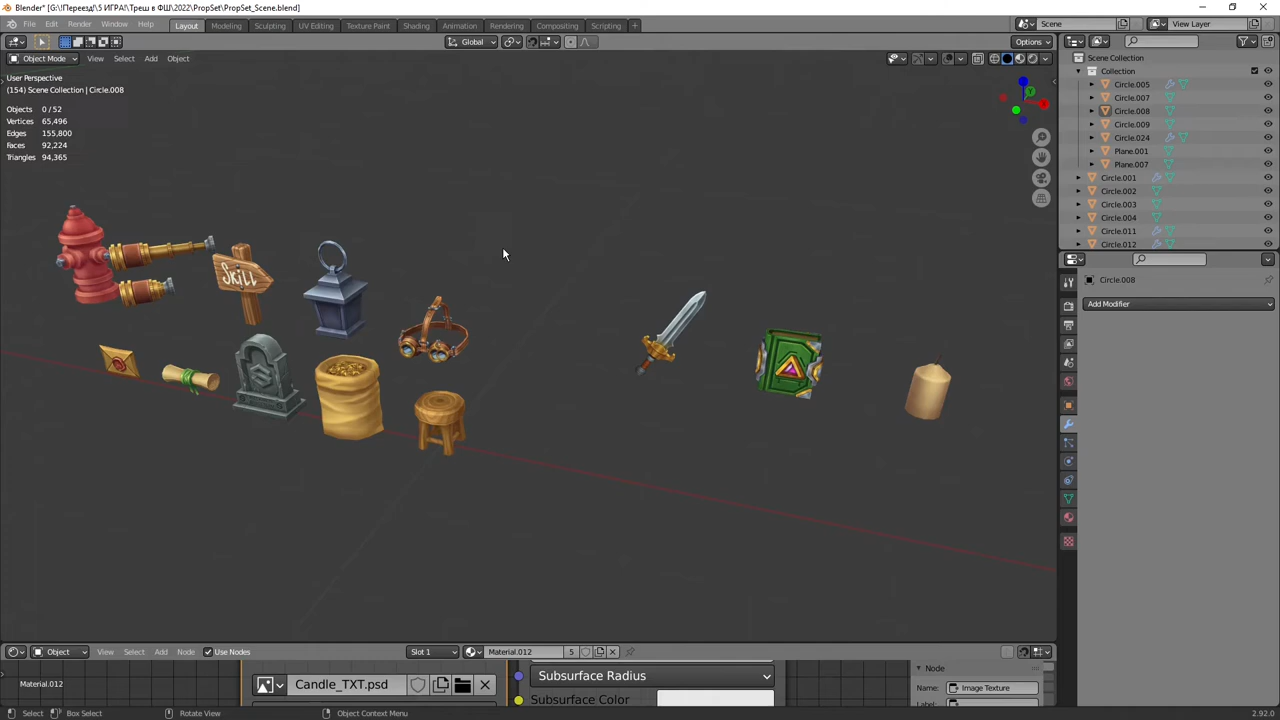 Blender* [G:\!Переезд\5 ИГРА\Треш в ФШ\2022\PropSet\PropSet_Scene.blend]
File Edit Render Window Help Layout Modeling Sculpting UV Editing Texture Paint Shading Animation Rendering Compositing Scripting + Scene View Layer
Global Options
Object Mode View Select Add Object
User Perspective
(154) Scene Collection | Circle.008
Objects 0/52
Vertices 65,496
Edges 155,800
Faces 92,224
Triangles 94,365
Z
Y
X
Skill
Scene Collection
Collection
Circle.005
Circle.007
Circle.008
Circle.009
Circle.024
Plane.001
Plane.007
Circle.001
Circle.002
Circle.003
Circle.004
Circle.011
Circle.012
Circle.008
Add Modifier
Object View Select Add Node Use Nodes Slot 1 Material.012 5
Material.012
Candle_TXT.psd
Subsurface Radius
Subsurface Color
Node
Name: Image Texture
Label:
Select Box Select Rotate View Object Context Menu 2.92.0